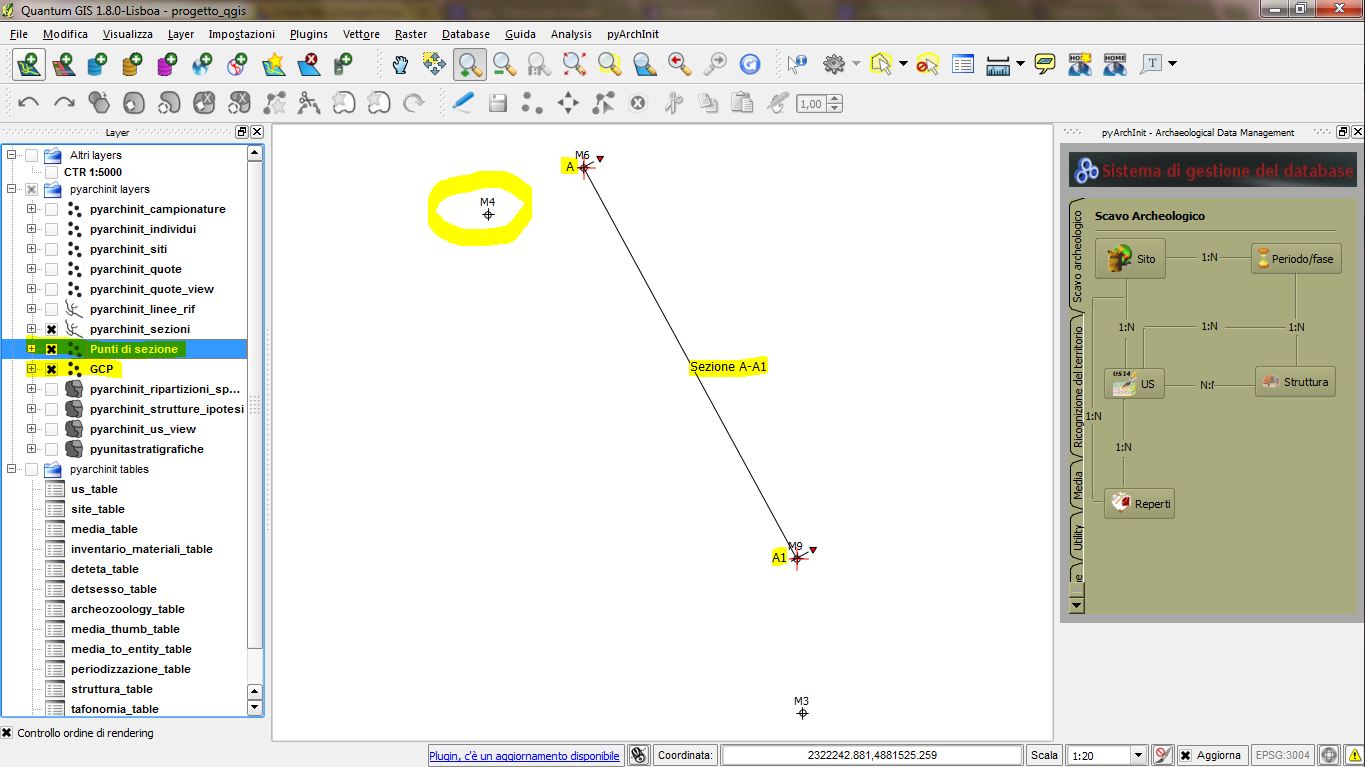 Quantum GIS 1.8.0-Lisboa - progetto_qgis
File Modifica Visualizza Layer Impostazioni Plugins Vettore Raster Database Guida Analysis pyArchInit
HOME
T
1,00
Layer
Altri layers
CTR 1:5000
pyarchinit layers
pyarchinit_campionature
pyarchinit_individui
pyarchinit_siti
pyarchinit_quote
pyarchinit_quote_view
pyarchinit_linee_rif
pyarchinit_sezioni
Punti di sezione
GCP
pyarchinit_ripartizioni_sp...
pyarchinit_strutture_ipotesi
pyarchinit_us_view
pyunitastratigrafiche
pyarchinit tables
us_table
site_table
media_table
inventario_materiali_table
deteta_table
detsesso_table
archeozoology_table
media_thumb_table
media_to_entity_table
periodizzazione_table
struttura_table
tafonomia_table
Controllo ordine di rendering
M6
A
M4
Sezione A-A1
M9
A1
M3
pyArchInit - Archaeological Data Management
Sistema di gestione del database
Scavo archeologico
Ricognizione del territorio
Media
Utility
Scavo Archeologico
Sito
1:N
Periodo/fase
1:N
1:N
1:N
US14
US
N:N
Struttura
1:N
1:N
Reperti
Plugin, c'è un aggiornamento disponibile
Coordinata:
2322242.881,4881525.259
Scala
1:20
Aggiorna
EPSG:3004